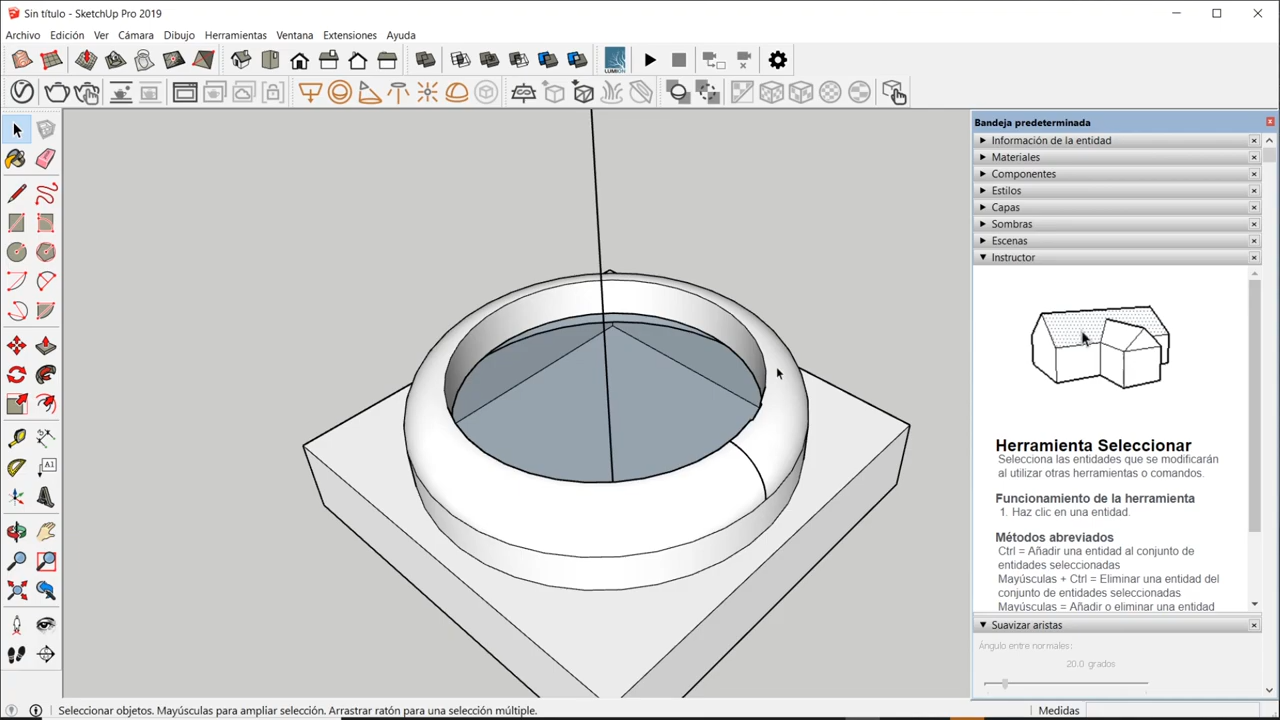 Sin título - SketchUp Pro 2019
Archivo Edición Ver Cámara Dibujo Herramientas Ventana Extensiones Ayuda
LUMION
A1
Bandeja predeterminada
Información de la entidad
Materiales
Componentes
Estilos
Capas
Sombras
Escenas
Instructor
Herramienta Seleccionar
Selecciona las entidades que se modificarán
al utilizar otras herramientas o comandos.
Funcionamiento de la herramienta
1. Haz clic en una entidad.
Métodos abreviados
Ctrl = Añadir una entidad al conjunto de
entidades seleccionadas
Mayúsculas + Ctrl = Eliminar una entidad del
conjunto de entidades seleccionadas
Mayúsculas = Añadir o eliminar una entidad
Suavizar aristas
Ángulo entre normales:
20.0 grados
Seleccionar objetos. Mayúsculas para ampliar selección. Arrastrar ratón para una selección múltiple.
Medidas